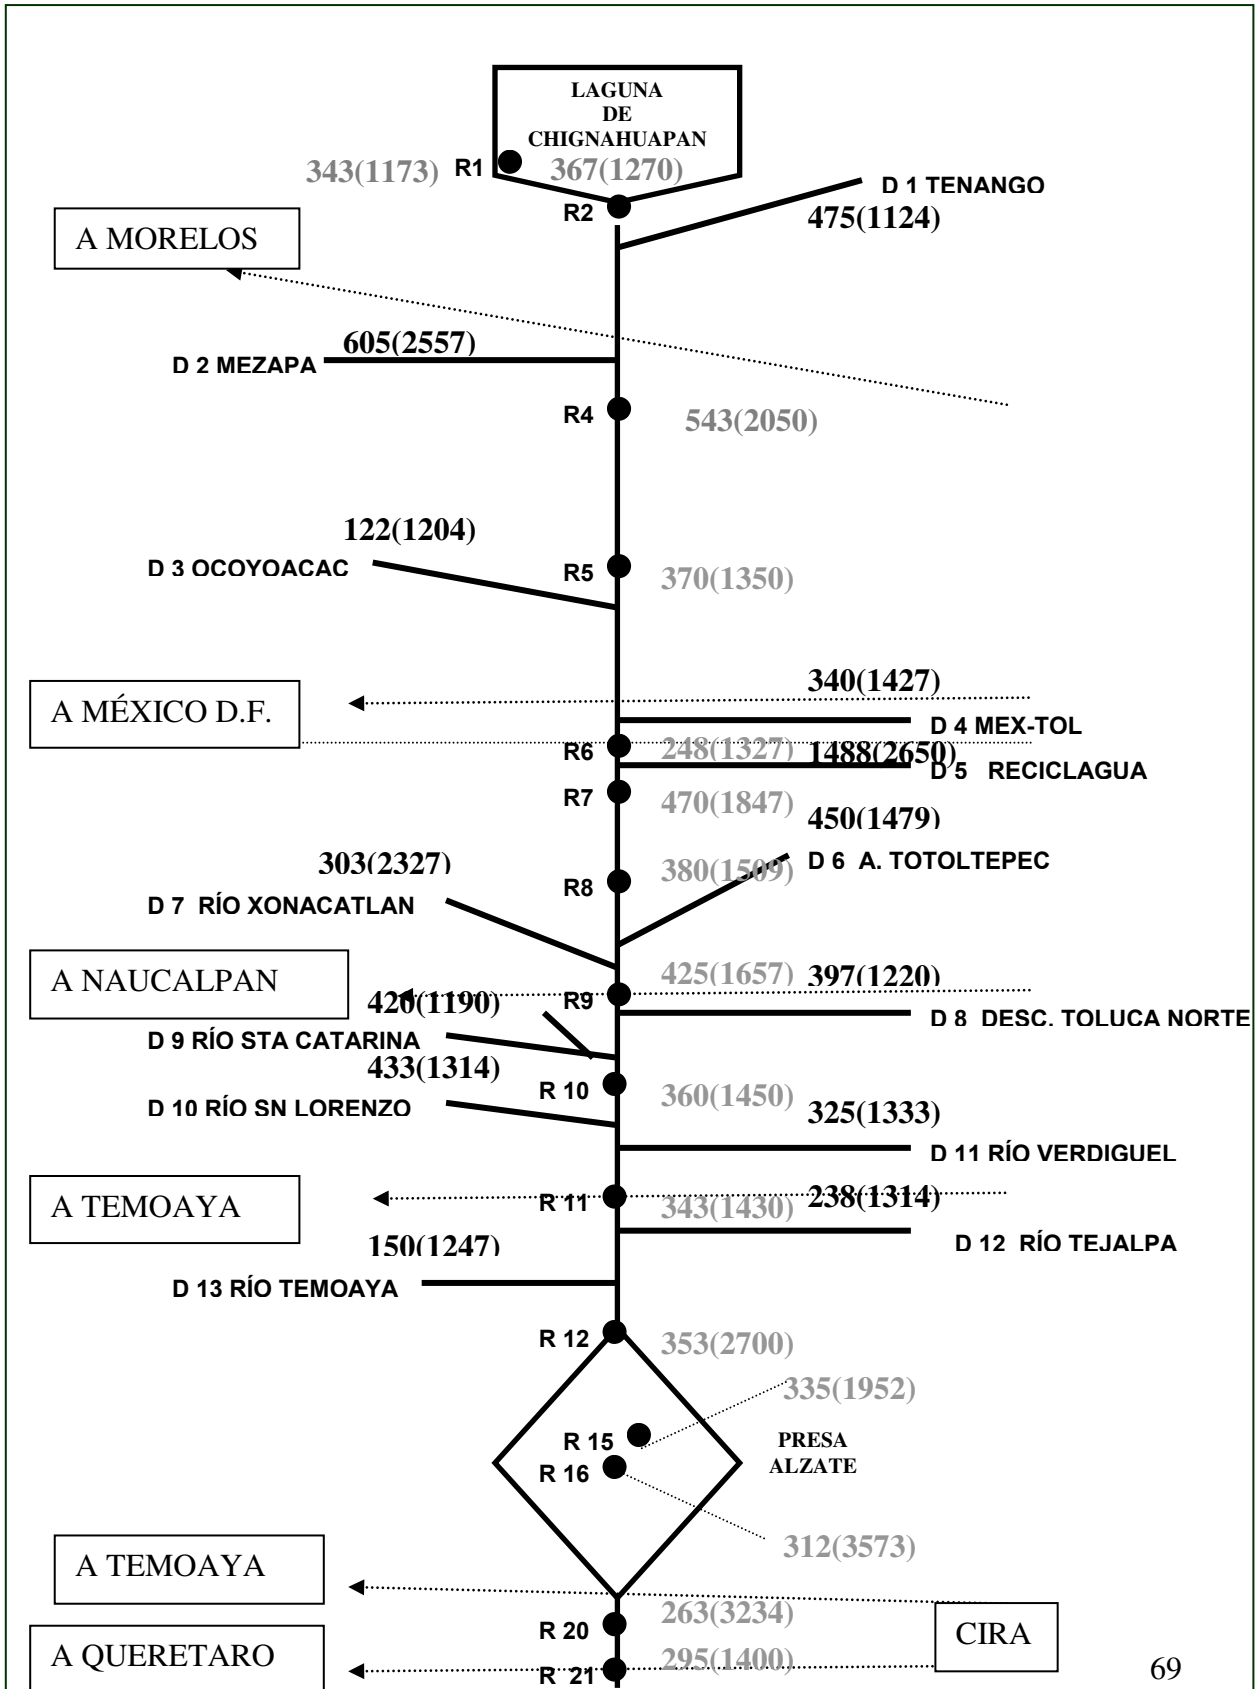 LAGUNA
DE
CHIGNAHUAPAN
343(1173) R1 367(1270)
D 1 TENANGO
R2
475(1124)
A MORELOS
605(2557)
D 2 MEZAPA
R4 543(2050)
122(1204)
D 3 OCOYOACAC R5 370(1350)
340(1427)
A MÉXICO D.F.
D 4 MEX-TOL
R6 248(1327) 1488(2650)
D 5 RECICLAGUA
R7 470(1847) 450(1479)
303(2327) D 6 A. TOTOLTEPEC
R8 380(1509)
D 7 RÍO XONACATLAN
A NAUCALPAN 425(1657) 397(1220)
420(1190) R9
D 8 DESC. TOLUCA NORTE
D 9 RÍO STA CATARINA
433(1314)
R 10 360(1450)
D 10 RÍO SN LORENZO 325(1333)
D 11 RÍO VERDIGUEL
A TEMOAYA R 11 343(1430) 238(1314)
150(1247) D 12 RÍO TEJALPA
D 13 RÍO TEMOAYA
R 12 353(2700)
335(1952)
R 15 PRESA
R 16 ALZATE
312(3573)
A TEMOAYA
263(3234)
R 20 CIRA
A QUERETARO 295(1400)
R 21 69